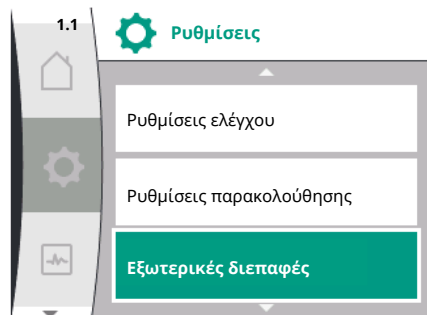 1.1
Ρυθμίσεις
Ρυθμίσεις ελέγχου
Ρυθμίσεις παρακολούθησης
Εξωτερικές διεπαφές